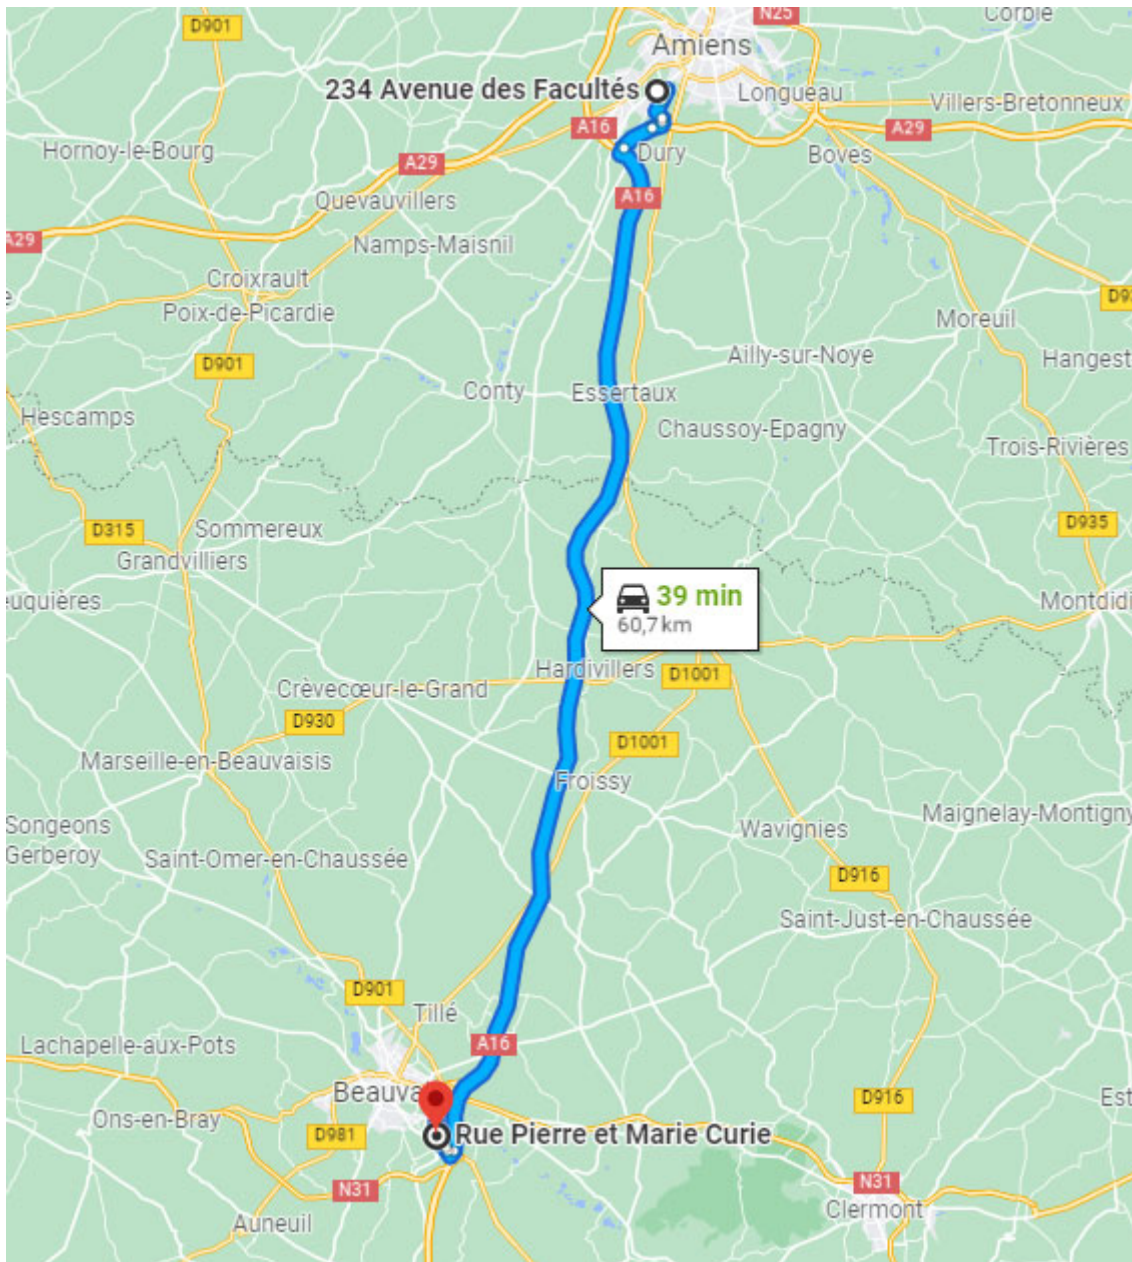 N25
Corbie
D901
Amiens
234 Avenue des Facultés
Longueau
Villers-Bretonneux
A16
A29
Hornoy-le-Bourg
Dury
Boves
A29
A16
Quevauvillers
A29
Namps-Maisnil
Croixrault
Poix-de-Picardie
Moreuil
Ailly-sur-Noye
Hangest
D901
Conty
Essertaux
Hescamps
Chaussoy-Epagny
Trois-Rivières
D315
Sommereux
D935
Grandvilliers
39 min
60,7 km
euquières
Montdidi
Hardivillers
D1001
Crèvecœur-le-Grand
D930
D1001
Marseille-en-Beauvaisis
Froissy
Maignelay-Montigny
Songeons
Wavignies
Gerberoy
Saint-Omer-en-Chaussée
D916
Saint-Just-en-Chaussée
D901
Tillé
Lachapelle-aux-Pots
A16
Beauva
D916
Est
Ons-en-Bray
D981
Rue Pierre et Marie Curie
N31
N31
Auneuil
Clermont